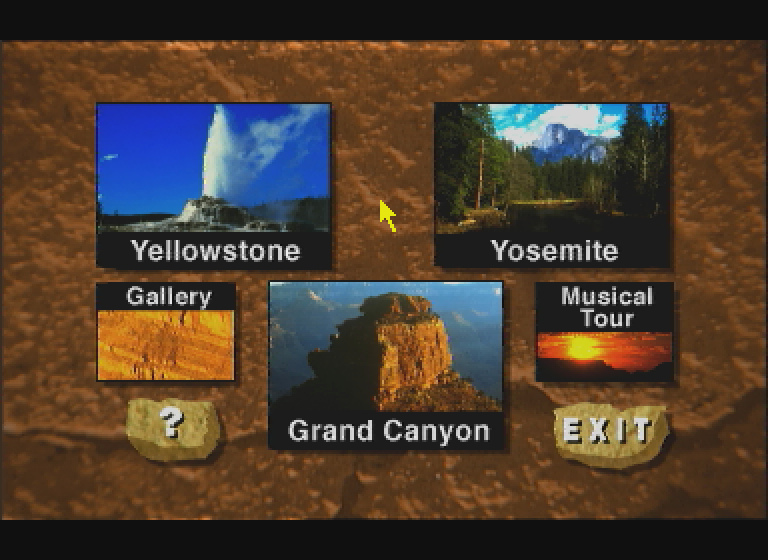 Yellowstone
Yosemite
Gallery
Musical
Tour
Grand Canyon
?
EXIT